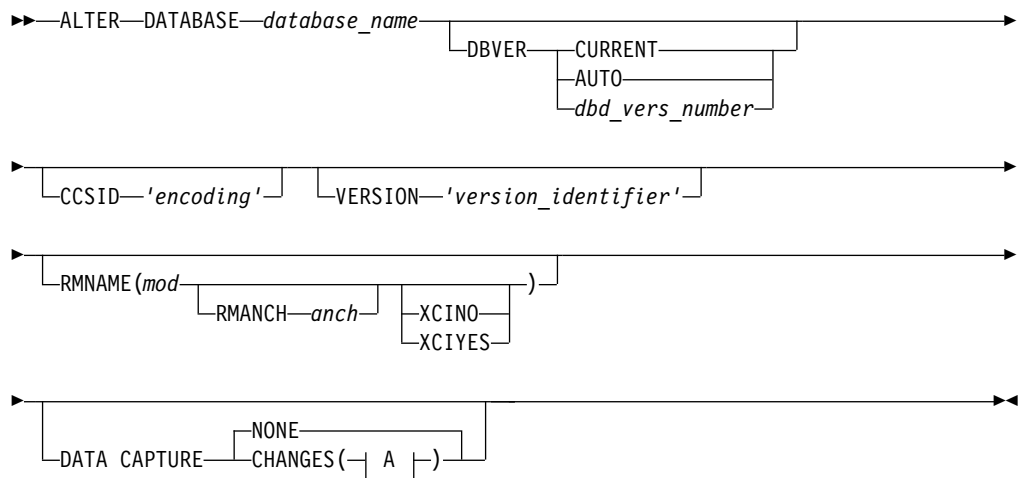 ALTER DATABASE database_name
DBVER CURRENT
AUTO
dbd_vers_number
CCSID 'encoding' VERSION 'version_identifier'
RMNAME(mod )
RMANCH anch XCINO
XCIYES
NONE
DATA CAPTURE CHANGES( A )